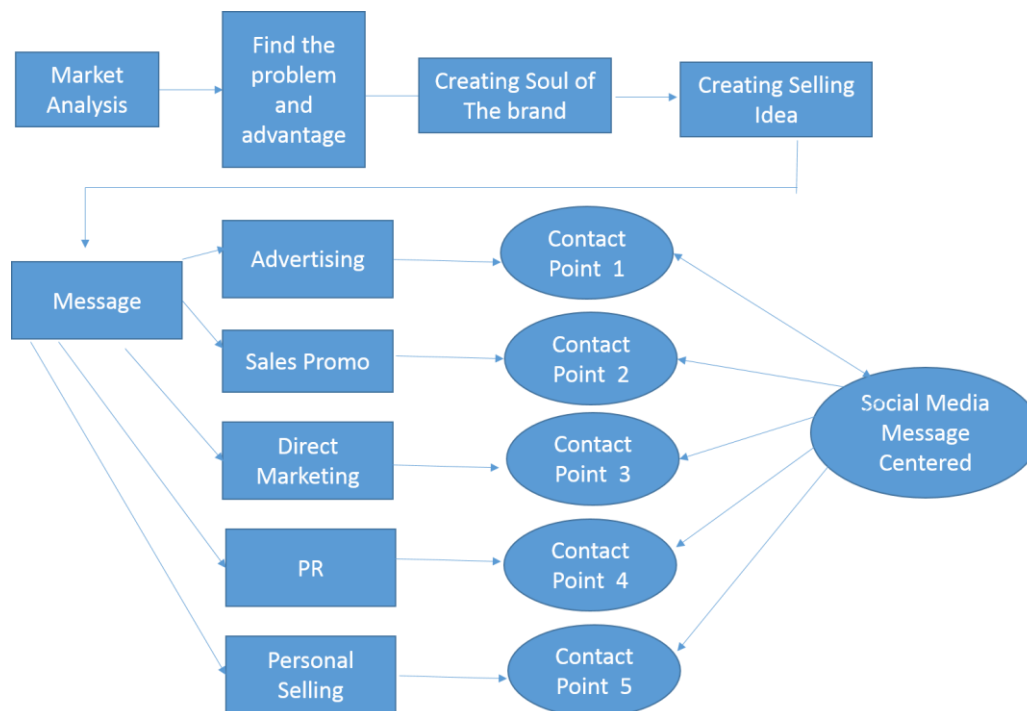 Market
Analysis
Find the
problem
and
advantage
Creating Soul of
The brand
Creating Selling
Idea
Message
Advertising
Contact
Point 1
Sales Promo
Contact
Point 2
Direct
Marketing
Contact
Point 3
PR
Contact
Point 4
Personal
Selling
Contact
Point 5
Social Media
Message
Centered